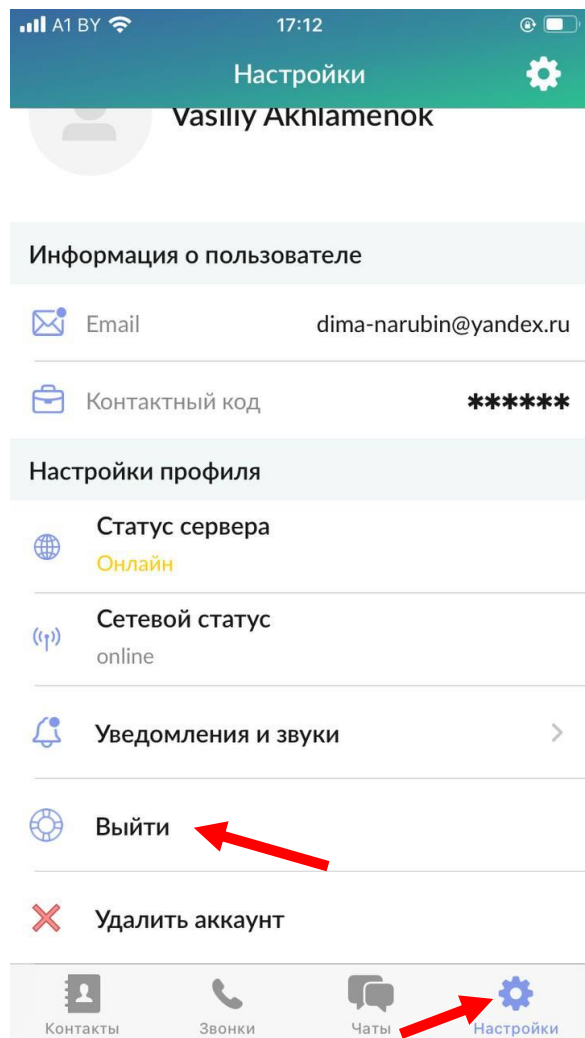 A1 BY 17:12
Настройки
Vasiliy Akhlamenok
Информация о пользователе
Email dima-narubin@yandex.ru
Контактный код ******
Настройки профиля
Статус сервера
Онлайн
Сетевой статус
online
Уведомления и звуки
Выйти
Удалить аккаунт
Контакты Звонки Чаты Настройки